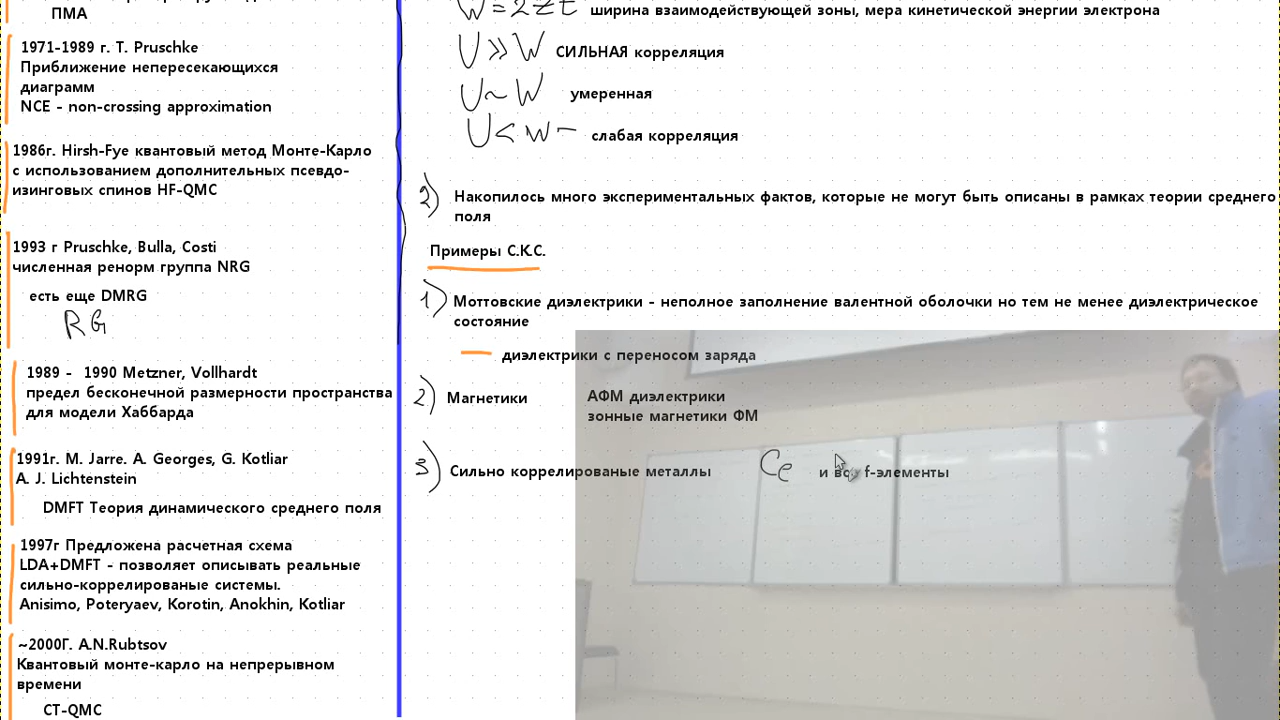 ПМА
1971-1989 г. T. Pruschke
Приближение непересекающихся
диаграмм
NCE - non-crossing approximation
1986г. Hirsh-Fye квантовый метод Монте-Карло
с использованием дополнительных псевдо-
изинговых спинов HF-QMC
1993 г Pruschke, Bulla, Costi
численная ренорм группа NRG
есть еще DMRG
RG
1989 - 1990 Metzner, Vollhardt
предел бесконечной размерности пространства
для модели Хаббарда
1991г. M. Jarre. A. Georges, G. Kotliar
A. J. Lichtenstein
DMFT Теория динамического среднего поля
1997г Предложена расчетная схема
LDA+DMFT - позволяет описывать реальные
сильно-коррелированые системы.
Anisimo, Poteryaev, Korotin, Anokhin, Kotliar
~2000Г. A.N.Rubtsov
Квантовый монте-карло на непрерывном
времени
CT-QMC
W = 2zt ширина взаимодействующей зоны, мера кинетической энергии электрона
U >> W СИЛЬНАЯ корреляция
U ~ W умеренная
U < W - слабая корреляция
2) Накопилось много экспериментальных фактов, которые не могут быть описаны в рамках теории среднего
поля
Примеры С.К.С.
1) Моттовские диэлектрики - неполное заполнение валентной оболочки но тем не менее диэлектрическое
состояние
диэлектрики с переносом заряда
2) Магнетики АФМ диэлектрики
зонные магнетики ФМ
3) Сильно коррелированые металлы Ce и все f-элементы